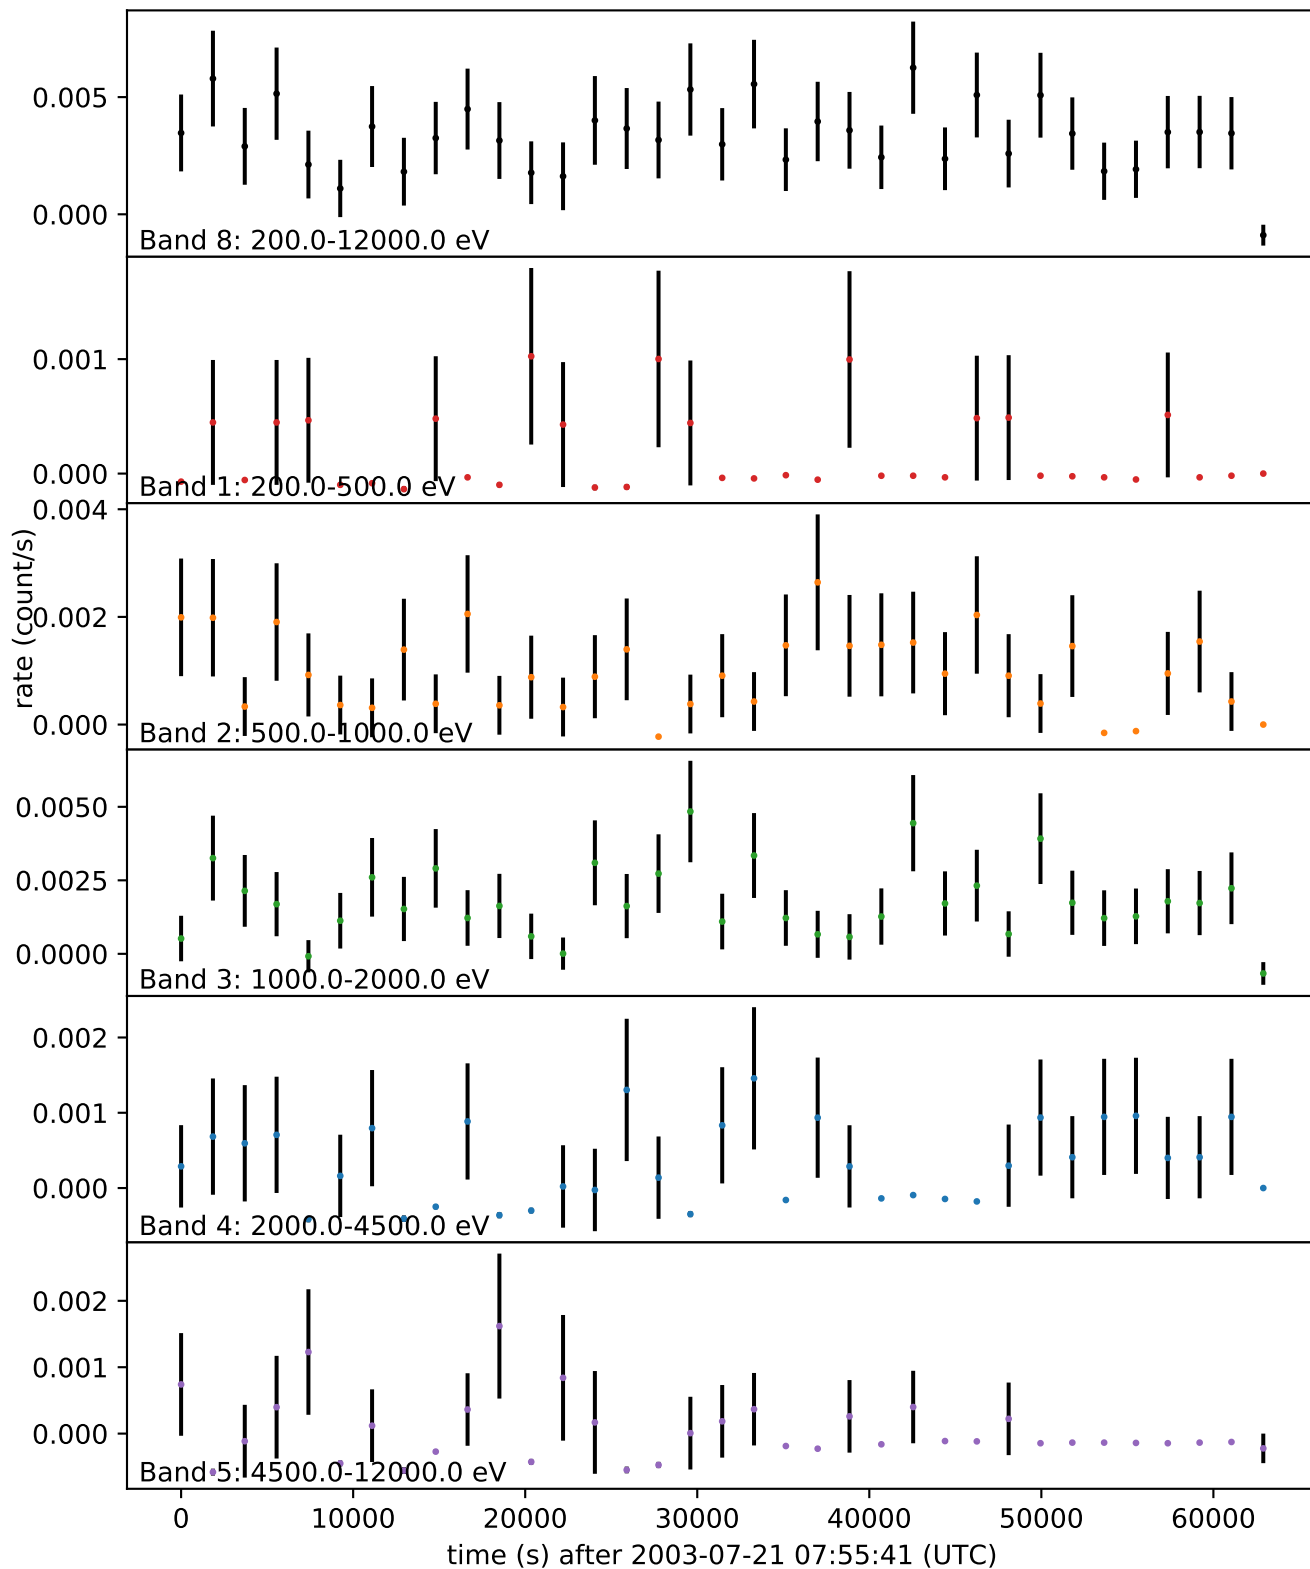 0.005
0.000
Band 8: 200.0-12000.0 eV
0.001
0.000
Band 1: 200.0-500.0 eV
0.004
0.002
0.000
rate (count/s)
Band 2: 500.0-1000.0 eV
0.0050
0.0025
0.0000
Band 3: 1000.0-2000.0 eV
0.002
0.001
0.000
Band 4: 2000.0-4500.0 eV
0.002
0.001
0.000
Band 5: 4500.0-12000.0 eV
0 10000 20000 30000 40000 50000 60000
time (s) after 2003-07-21 07:55:41 (UTC)